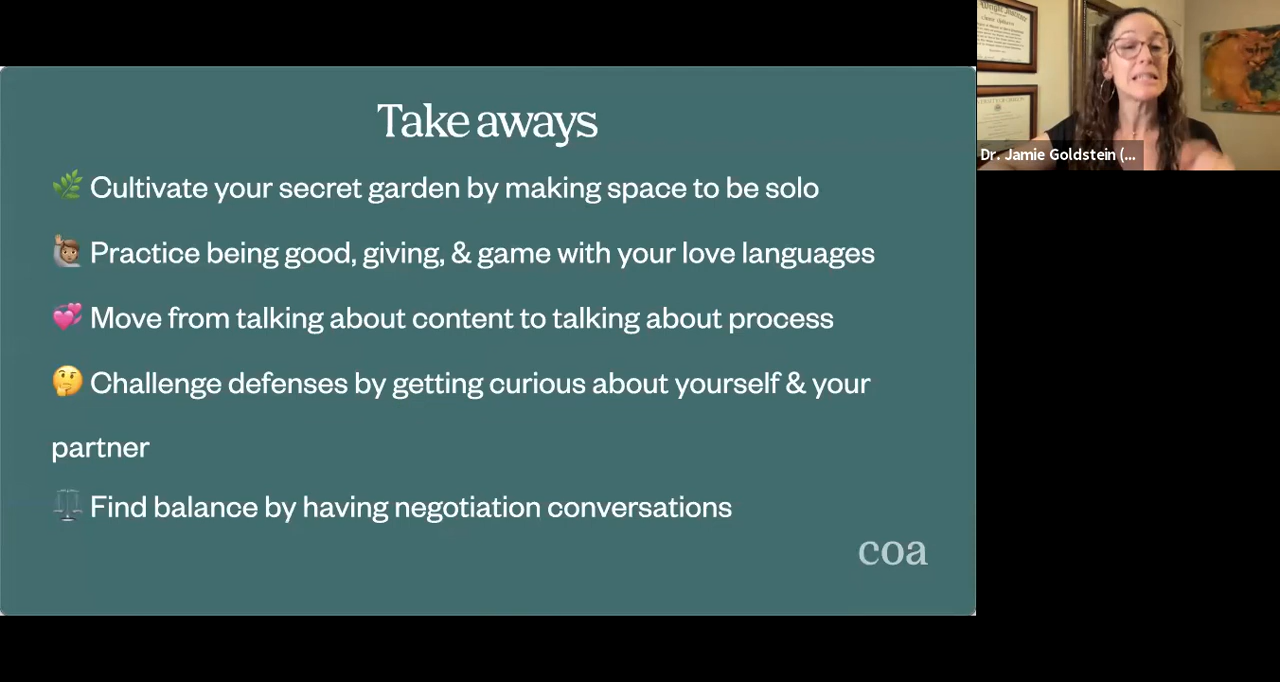 Take aways
🌿 Cultivate your secret garden by making space to be solo
🙋🏽 Practice being good, giving, & game with your love languages
💞 Move from talking about content to talking about process
🤔 Challenge defenses by getting curious about yourself & your
partner
⚖️ Find balance by having negotiation conversations
coa
Dr. Jamie Goldstein (...